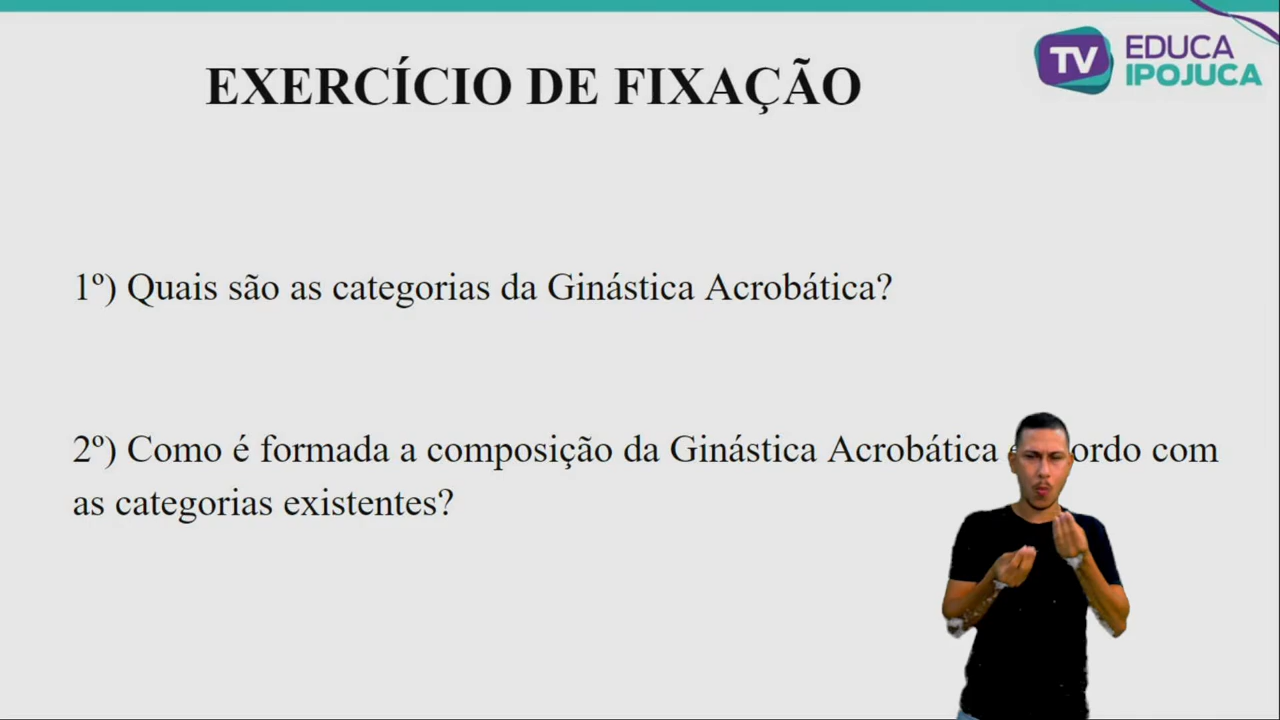 EXERCÍCIO DE FIXAÇÃO
TV EDUCA
IPOJUCA
1º) Quais são as categorias da Ginástica Acrobática?
2º) Como é formada a composição da Ginástica Acrobática com
as categorias existentes?